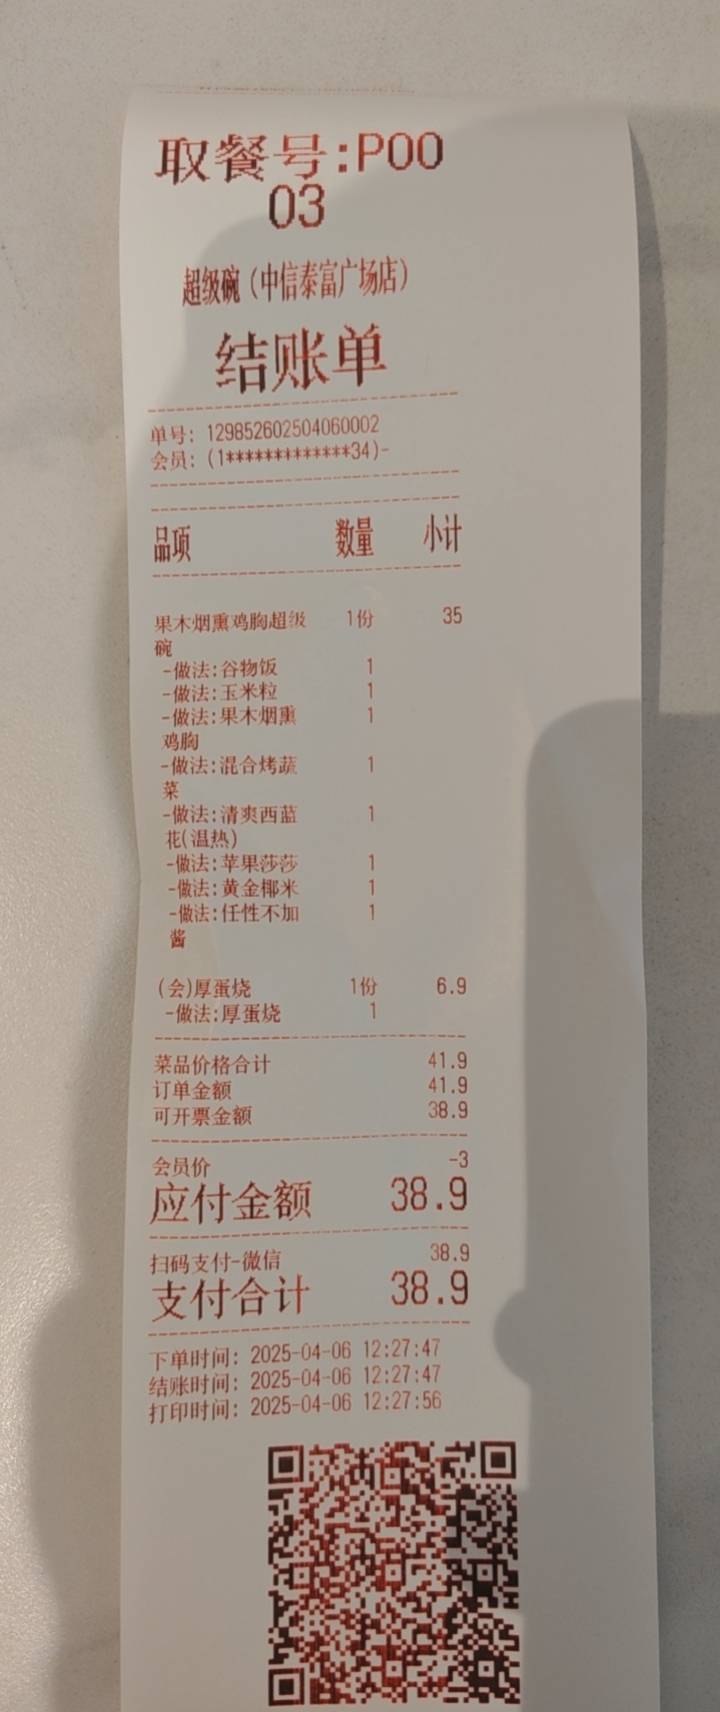 取餐号:P00
03
超级碗（中信泰富广场店）
结账单
单号: 129852602504060002
会员: (1*************34)-
品项 数量 小计
果木烟熏鸡胸超级 1份 35
碗
-做法:谷物饭 1
-做法:玉米粒 1
-做法:果木烟熏 1
鸡胸
-做法:混合烤蔬 1
菜
-做法:清爽西蓝 1
花(温热)
-做法:苹果莎莎 1
-做法:黄金椰米 1
-做法:任性不加 1
酱
(会)厚蛋烧 1份 6.9
-做法:厚蛋烧 1
菜品价格合计 41.9
订单金额 41.9
可开票金额 38.9
会员价 -3
应付金额 38.9
扫码支付-微信 38.9
支付合计 38.9
下单时间: 2025-04-06 12:27:47
结账时间: 2025-04-06 12:27:47
打印时间: 2025-04-06 12:27:56